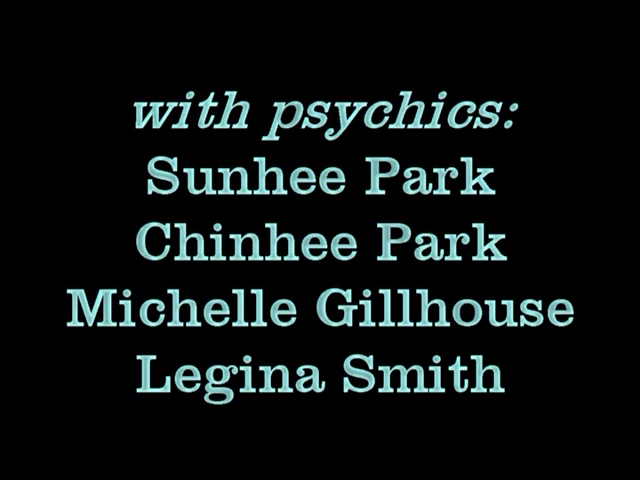 with psychics:
Sunhee Park
Chinhee Park
Michelle Gillhouse
Legina Smith